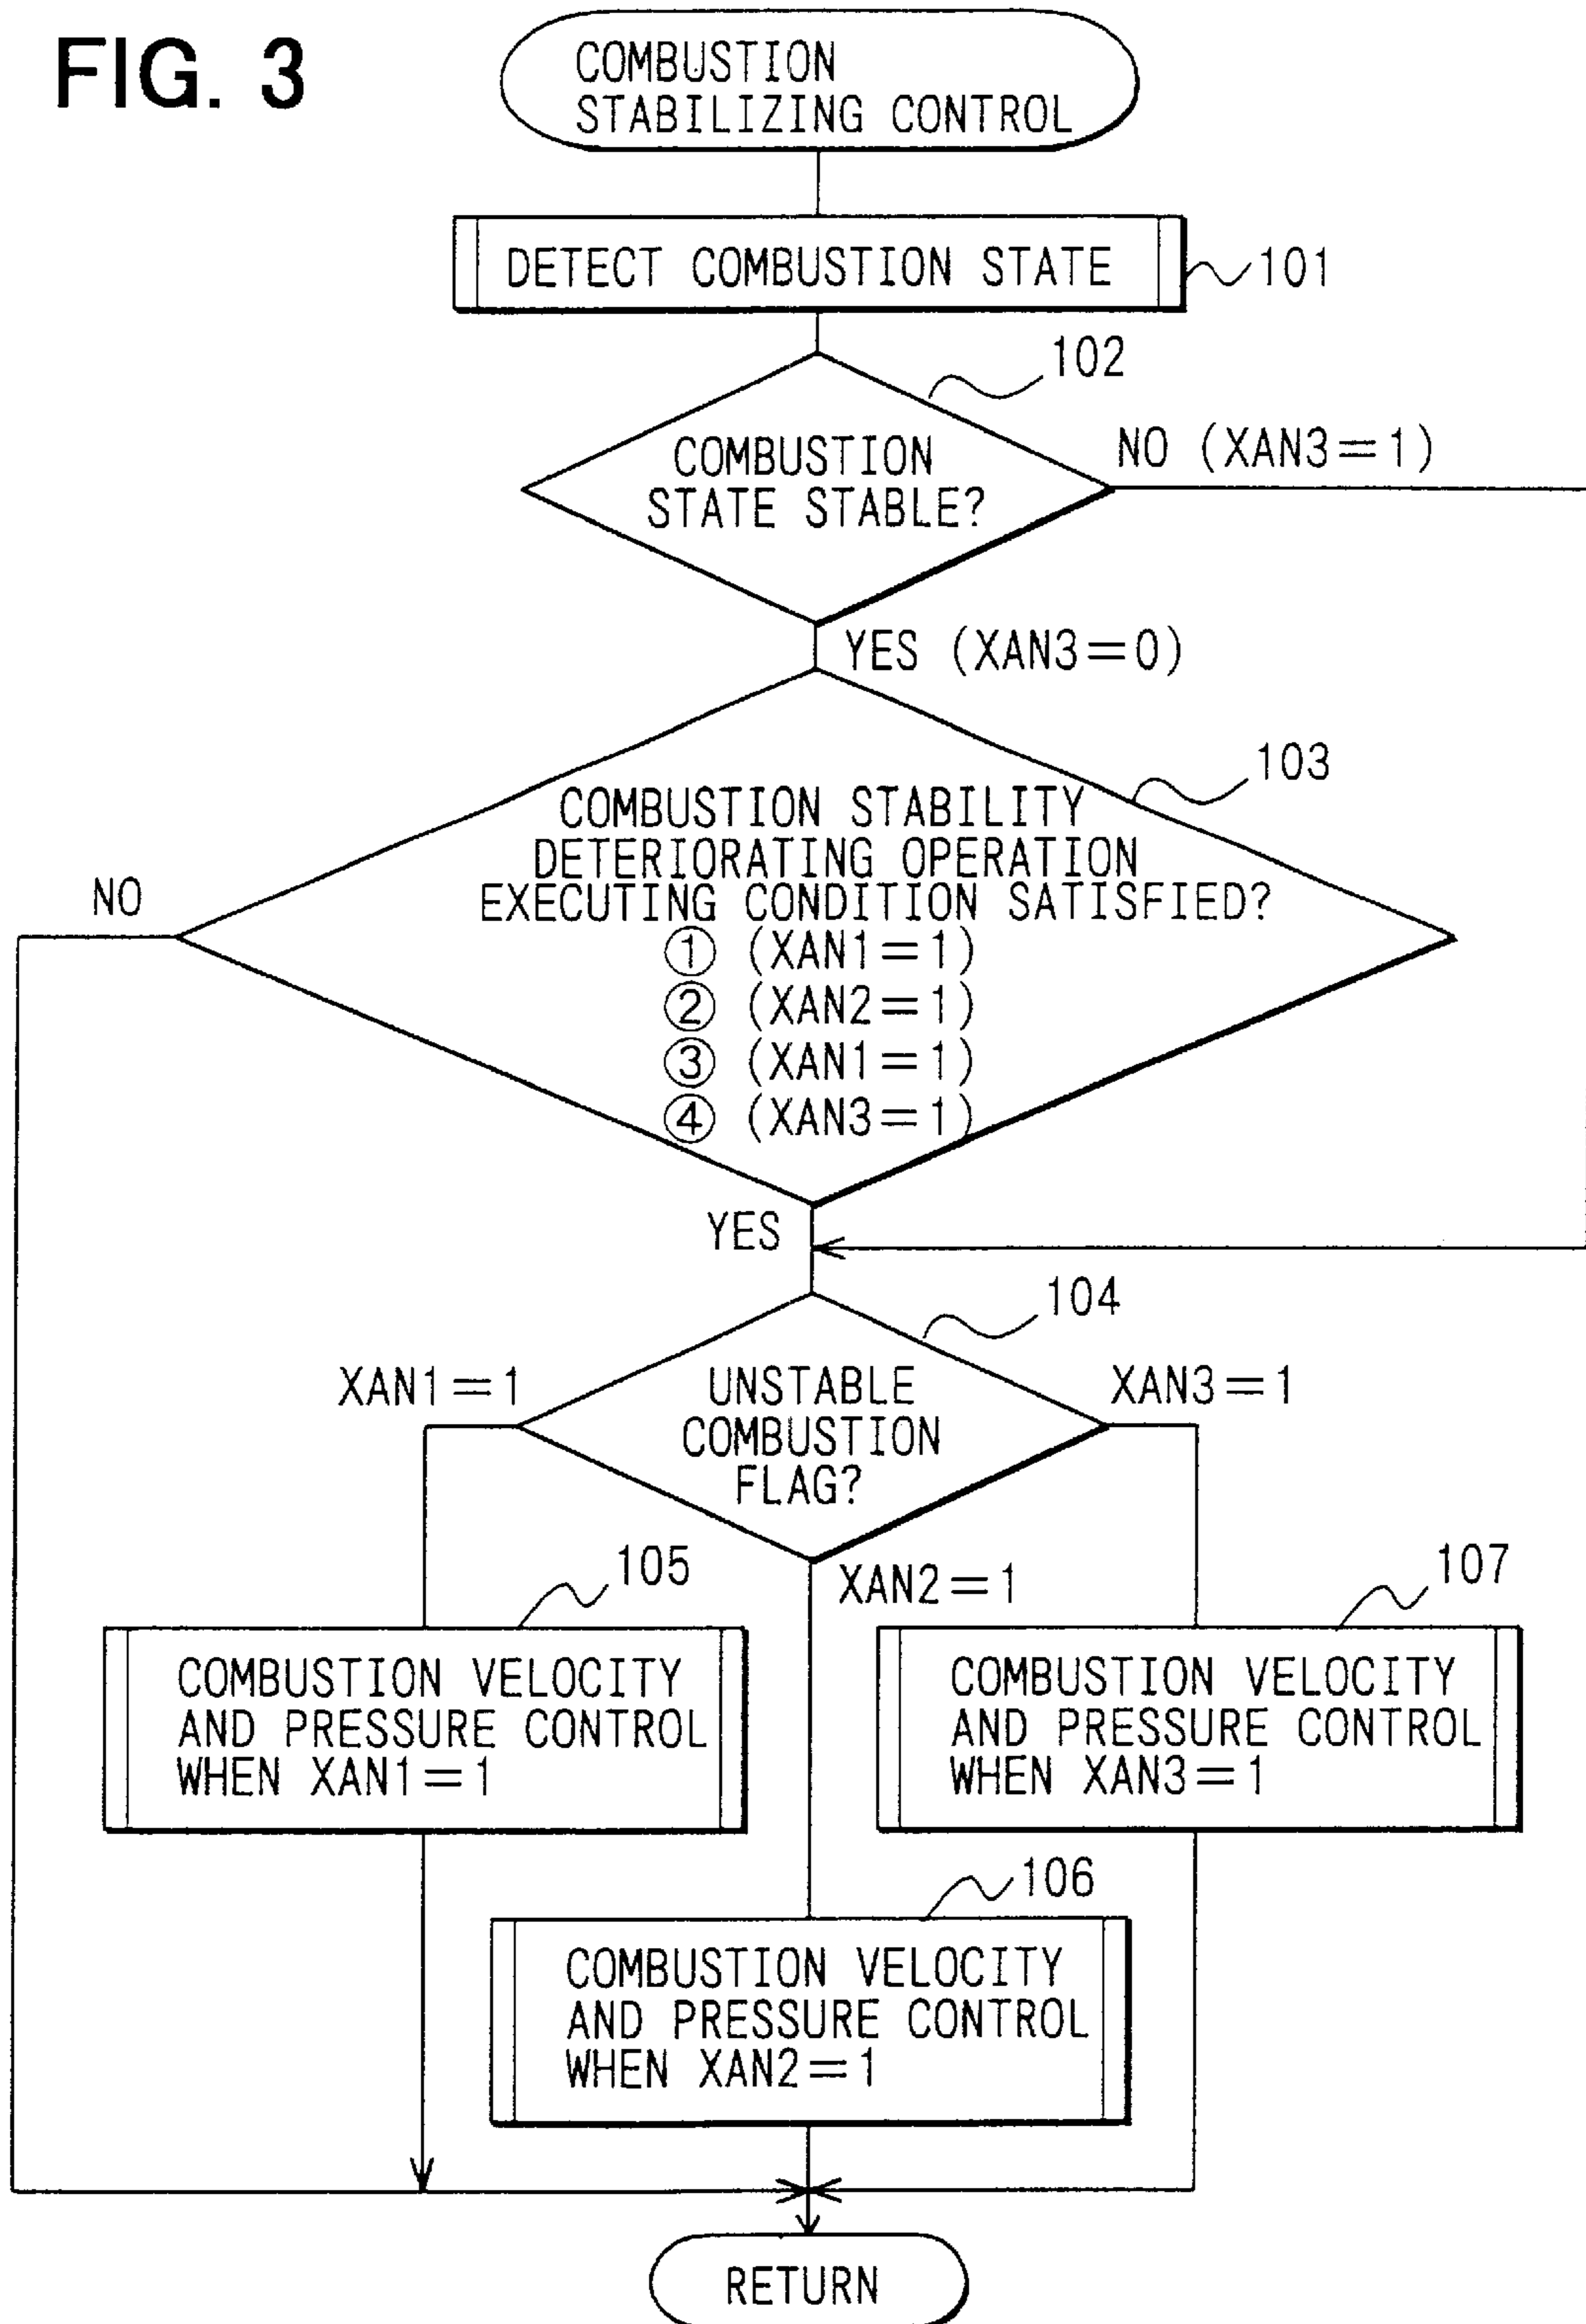 FIG. 3
COMBUSTION
STABILIZING CONTROL
DETECT COMBUSTION STATE
101
102
COMBUSTION
STATE STABLE?
NO (XAN3=1)
YES (XAN3=0)
103
COMBUSTION STABILITY
DETERIORATING OPERATION
EXECUTING CONDITION SATISFIED?
① (XAN1=1)
② (XAN2=1)
③ (XAN1=1)
④ (XAN3=1)
NO
YES
104
UNSTABLE
COMBUSTION
FLAG?
XAN1=1
XAN3=1
XAN2=1
105
COMBUSTION VELOCITY
AND PRESSURE CONTROL
WHEN XAN1=1
107
COMBUSTION VELOCITY
AND PRESSURE CONTROL
WHEN XAN3=1
106
COMBUSTION VELOCITY
AND PRESSURE CONTROL
WHEN XAN2=1
RETURN